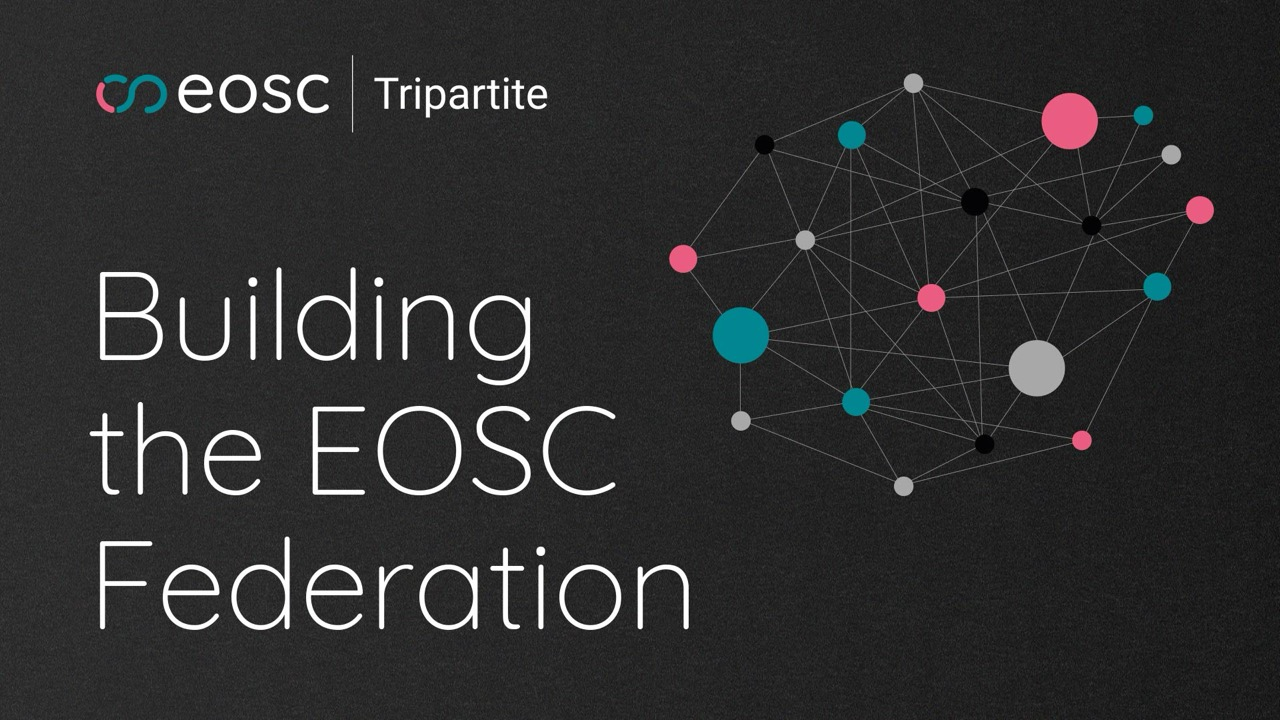 eosc | Tripartite
Building
the EOSC
Federation